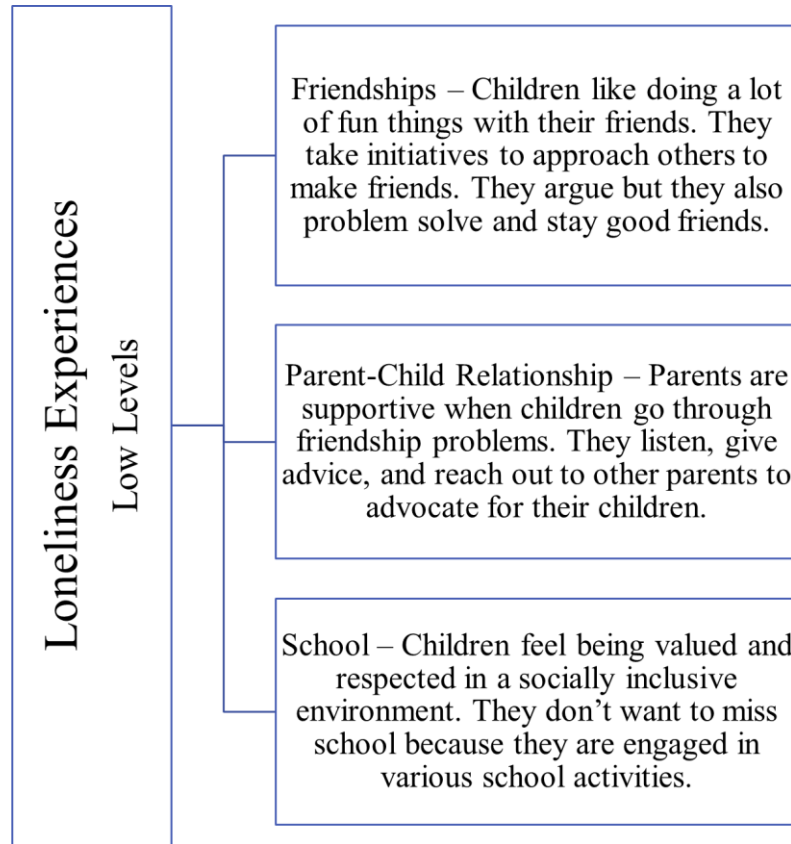 Loneliness Experiences
Low Levels
Friendships – Children like doing a lot
of fun things with their friends. They
take initiatives to approach others to
make friends. They argue but they also
problem solve and stay good friends.
Parent-Child Relationship – Parents are
supportive when children go through
friendship problems. They listen, give
advice, and reach out to other parents to
advocate for their children.
School – Children feel being valued and
respected in a socially inclusive
environment. They don’t want to miss
school because they are engaged in
various school activities.